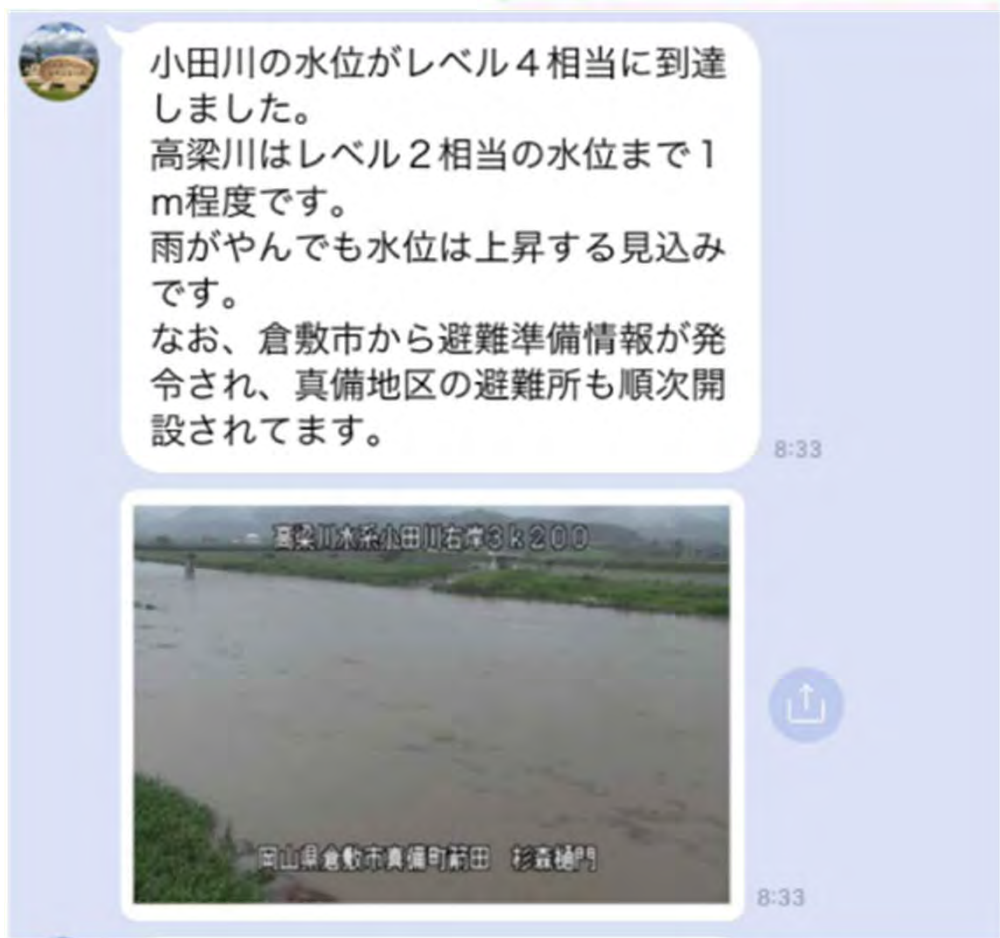 小田川の水位がレベル４相当に到達
しました。
高梁川はレベル２相当の水位まで１
ｍ程度です。
雨がやんでも水位は上昇する見込み
です。
なお、倉敷市から避難準備情報が発
令され、真備地区の避難所も順次開
設されてます。
8:33
高梁川水系小田川右岸3k200
岡山県倉敷市真備町箭田 杉森樋門
8:33